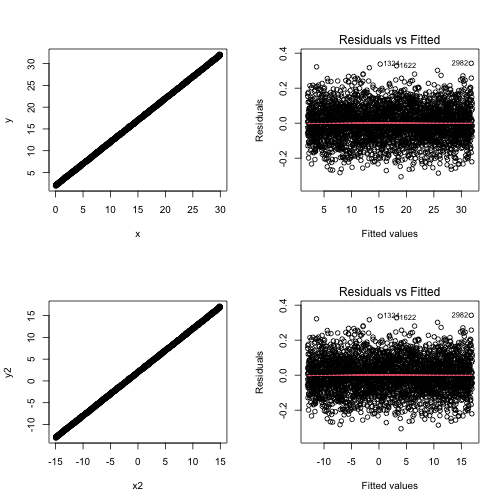 y
30
25
20
15
10
5
0 5 10 15 20 25 30
x
Residuals vs Fitted
Residuals
0.4
0.2
0.0
-0.2
1324 1622 2982
5 10 15 20 25 30
Fitted values
y2
15
10
5
0
-5
-10
-15 -10 -5 0 5 10 15
x2
Residuals vs Fitted
Residuals
0.4
0.2
0.0
-0.2
1324 1622 2982
-10 -5 0 5 10 15
Fitted values